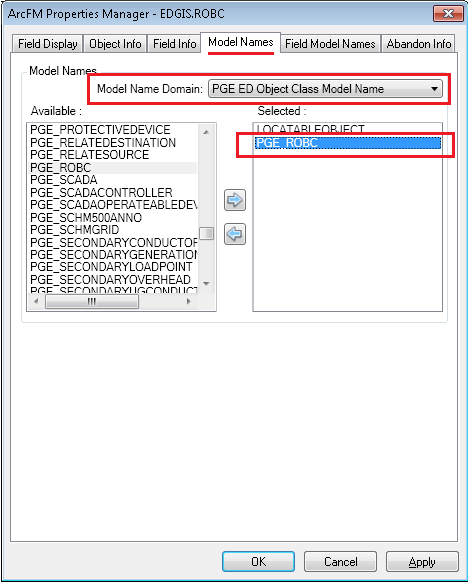 ArcFM Properties Manager - EDGIS.ROBC
Field Display Object Info Field Info Model Names Field Model Names Abandon Info
Model Names
Model Name Domain: PGE ED Object Class Model Name
Available : Selected :
PGE_PROTECTIVEDEVICE
PGE_RELATEDESTINATION
PGE_RELATESOURCE
PGE_ROBC
PGE_SCADA
PGE_SCADACONTROLLER
PGE_SCADAOPERATEABLEDEV
PGE_SCHM500ANNO
PGE_SCHMGRID
PGE_SECONDARYCONDUCTOR
PGE_SECONDARYGENERATION
PGE_SECONDARYLOADPOINT
PGE_SECONDARYOVERHEAD
PGE_SECONDARYUGCONDUCT
LOCATABLEOBJECT
PGE_ROBC
OK Cancel Apply